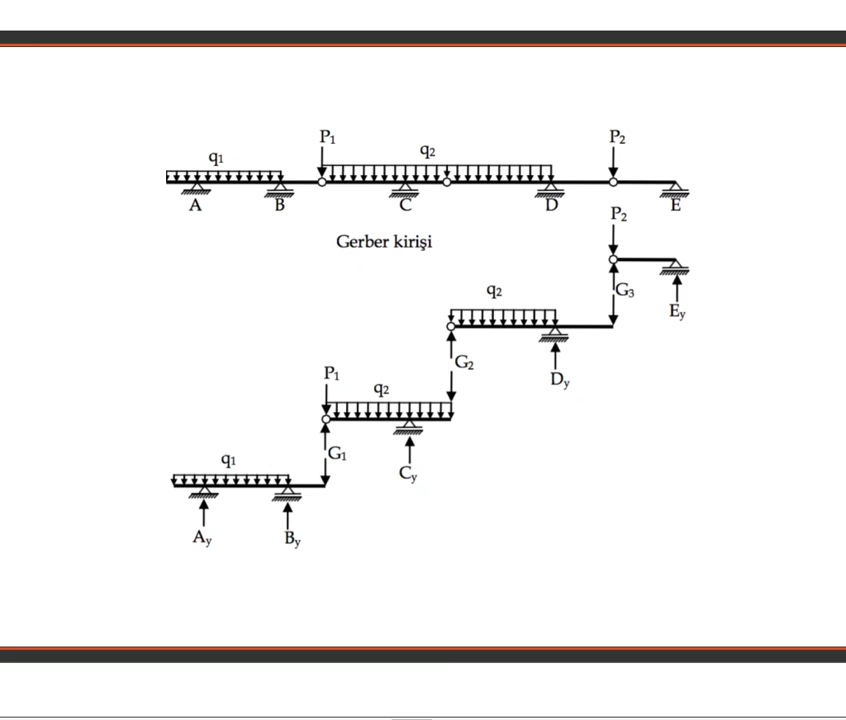 P₁
P₂
q₁
q₂
A
B
C
D
E
Gerber kirişi
P₂
G₃
Ey
q₂
G₂
Dy
P₁
q₂
G₁
Cy
q₁
Ay
By